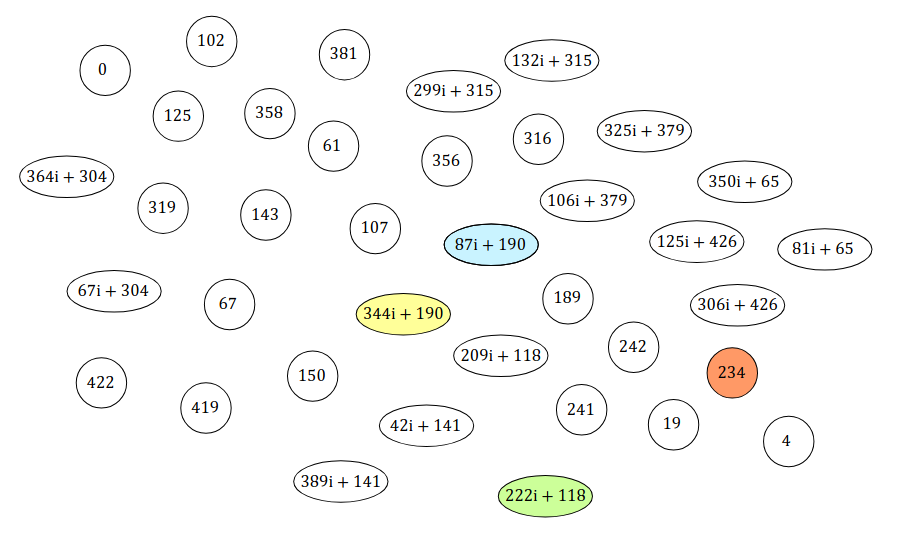 102
381
132i + 315
0
299i + 315
125
358
316
325i + 379
61
356
364i + 304
350i + 65
106i + 379
319
143
107
87i + 190
125i + 426
81i + 65
67i + 304
67
189
306i + 426
344i + 190
242
209i + 118
234
150
422
419
241
19
42i + 141
4
389i + 141
222i + 118